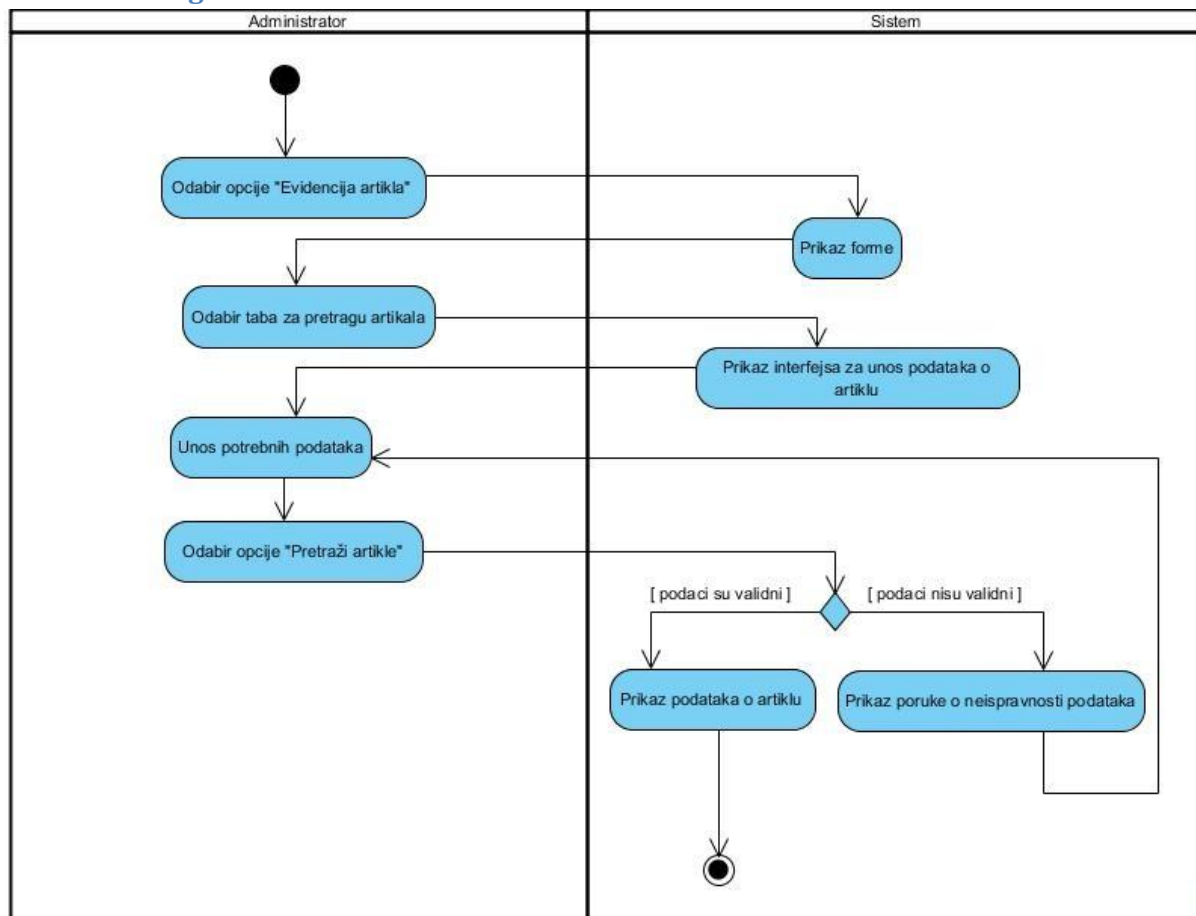 Administrator
Sistem
Odabir opcije "Evidencija artikla"
Prikaz forme
Odabir taba za pretragu artikala
Prikaz interfejsa za unos podataka o
artiklu
Unos potrebnih podataka
Odabir opcije "Pretraži artikle"
[ podaci su validni ]
[ podaci nisu validni ]
Prikaz podataka o artiklu
Prikaz poruke o neispravnosti podataka